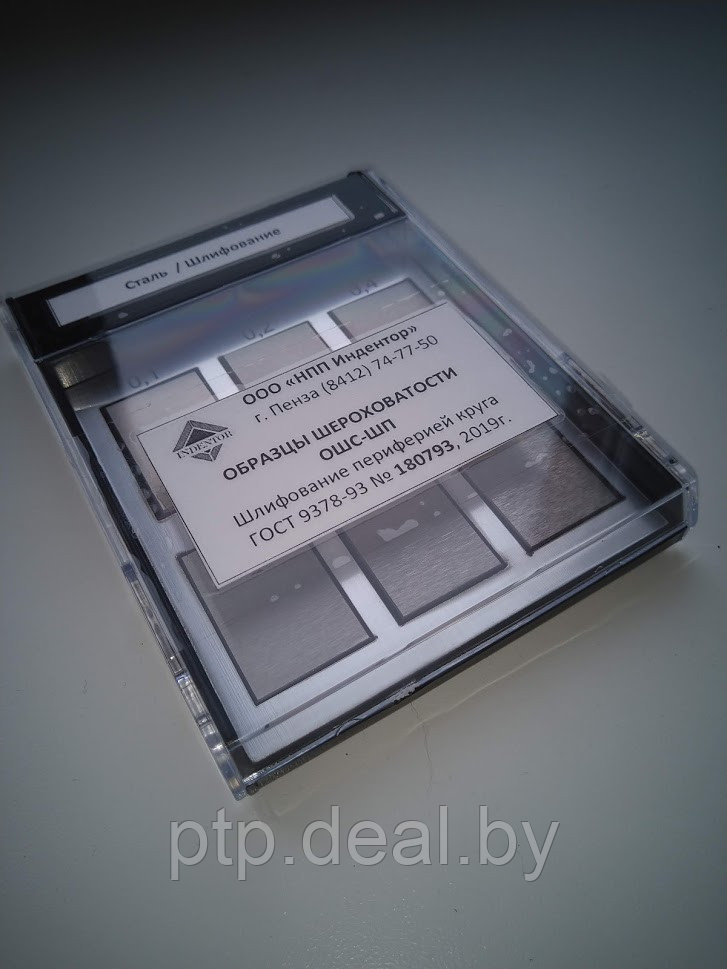 Сталь / Шлифование
0,1 0,2 0,4
INDENTOR
ООО «НПП Индентор»
г. Пенза (8412) 74-77-50
ОБРАЗЦЫ ШЕРОХОВАТОСТИ
ОШС-ШП
Шлифование периферией круга
ГОСТ 9378-93 № 180793, 2019г.
ptp.deal.by